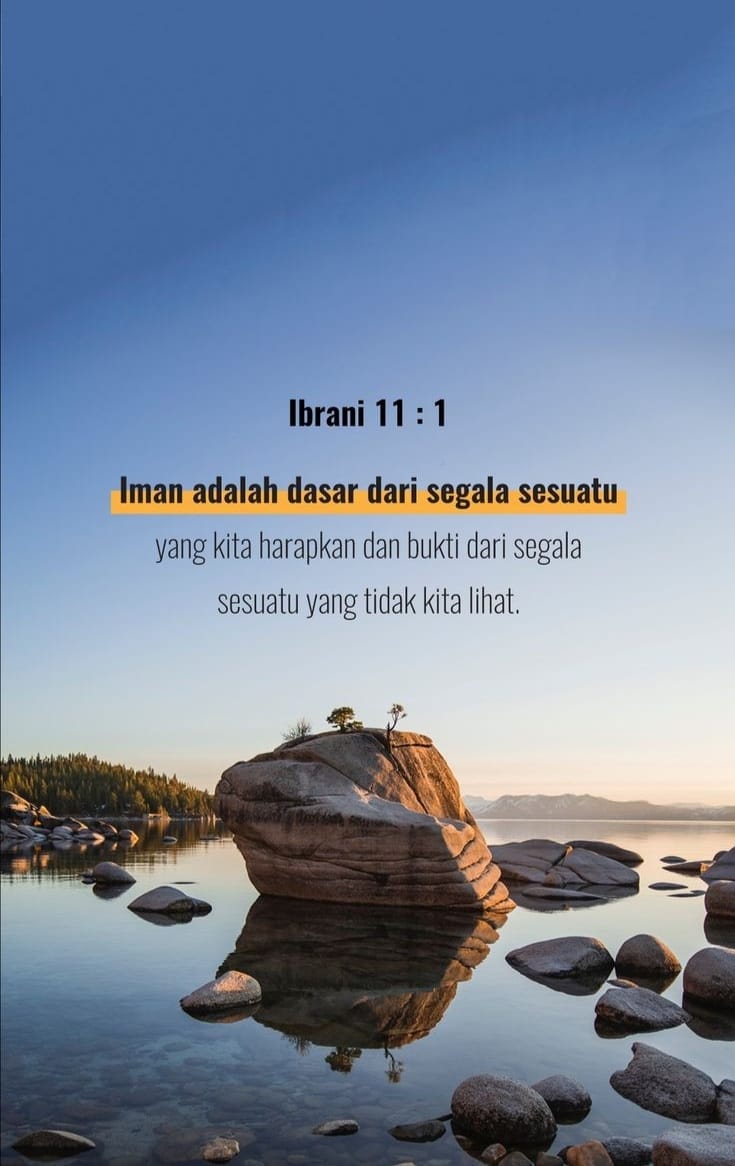 Ibrani 11 : 1
Iman adalah dasar dari segala sesuatu
yang kita harapkan dan bukti dari segala
sesuatu yang tidak kita lihat.